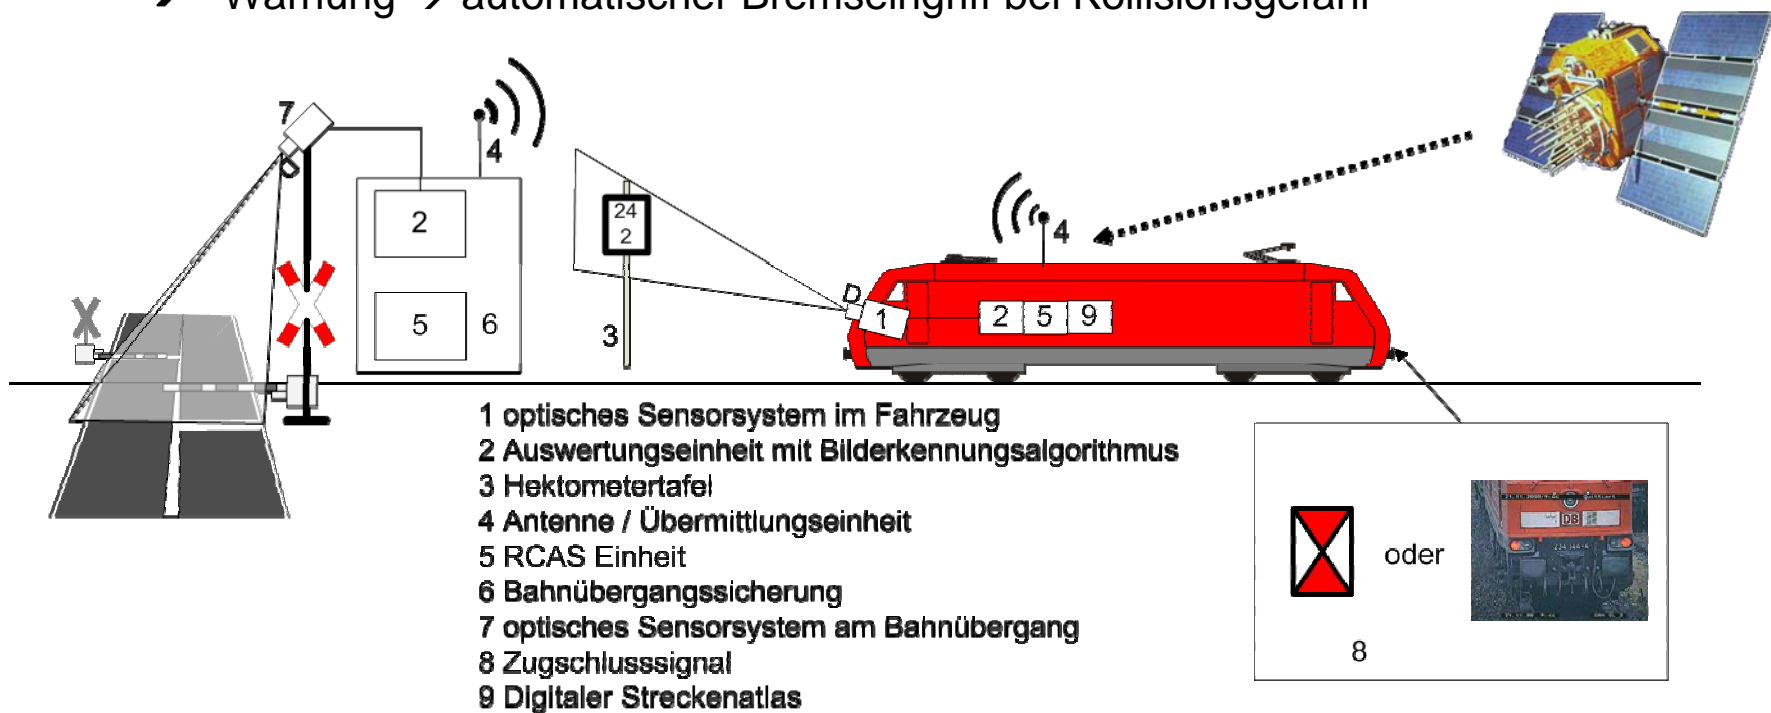 Warnung → automatischer Bremseingriff bei Kollisionsgefahr
7
4
2
5
6
24
2
3
4
D
1
2 5 9
1 optisches Sensorsystem im Fahrzeug
2 Auswertungseinheit mit Bilderkennungsalgorithmus
3 Hektometertafel
4 Antenne / Übermittlungseinheit
5 RCAS Einheit
6 Bahnübergangssicherung
7 optisches Sensorsystem am Bahnübergang
8 Zugschlusssignal
9 Digitaler Streckenatlas
oder
DB
8